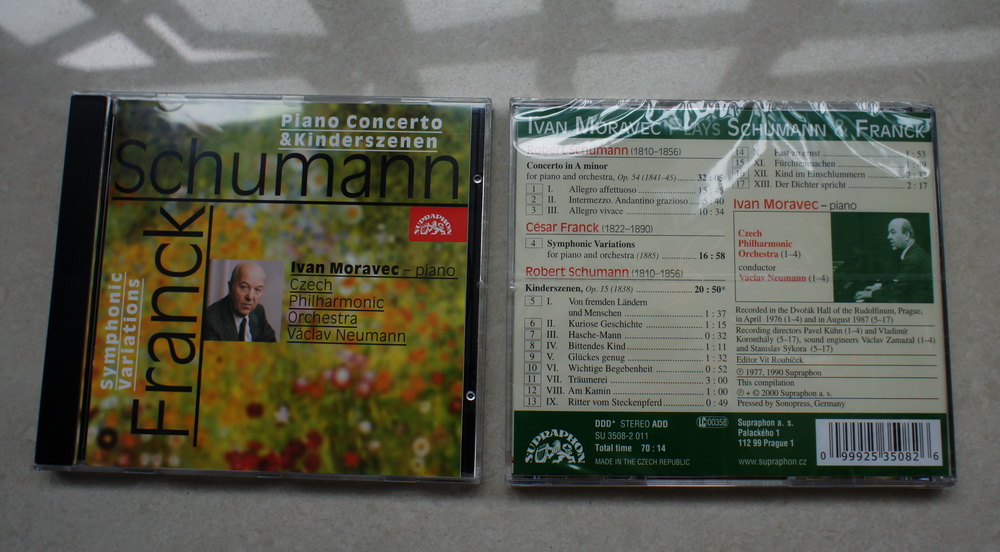 Piano Concerto
&Kinderszenen
Schumann
SUPRAPHON
Franck
Symphonic
Variations
Ivan Moravec – piano
Czech
Philharmonic
Orchestra
Václav Neumann
IVAN MORAVEC PLAYS SCHUMANN & FRANCK
Robert Schumann (1810–1856)
Concerto in A minor
for piano and orchestra, Op. 54 (1841–45)
1 I. Allegro affettuoso
2 II. Intermezzo. Andantino grazioso
3 III. Allegro vivace 10 : 34
César Franck (1822–1890)
4 Symphonic Variations
for piano and orchestra (1885) 16 : 58
Robert Schumann (1810–1856)
Kinderszenen, Op. 15 (1838) 20 : 50*
5 I. Von fremden Ländern
und Menschen 1 : 37
6 II. Kuriose Geschichte 1 : 15
7 III. Hasche-Mann 0 : 32
8 IV. Bittendes Kind 1 : 11
9 V. Glückes genug 1 : 32
10 VI. Wichtige Begebenheit 0 : 52
11 VII. Träumerei 3 : 00
12 VIII. Am Kamin 1 : 00
13 IX. Ritter vom Steckenpferd 0 : 49
14 Fast zu ernst 1 : 53
15 XI. Fürchtenmachen
16 XII. Kind im Einschlummern
17 XIII. Der Dichter spricht 2 : 17
Ivan Moravec – piano
Czech
Philharmonic
Orchestra (1–4)
conductor
Václav Neumann (1–4)
Recorded in the Dvořák Hall of the Rudolfinum, Prague,
in April 1976 (1–4) and in August 1987 (5–17)
Recording directors Pavel Kühn (1–4) and Vladimír
Koronthály (5–17), sound engineers Václav Zamazal (1–4)
and Stanislav Sýkora (5–17)
Editor Vít Roubíček
℗ 1977, 1990 Supraphon
This compilation
℗ + © 2000 Supraphon a. s.
Pressed by Sonopress, Germany
SUPRAPHON
DDD* STEREO ADD
SU 3508-2 011
Total time 70 : 14
MADE IN THE CZECH REPUBLIC
LC 00358
Supraphon a. s.
Palackého 1
112 99 Prague 1
www.supraphon.cz
0 99925 35082 6